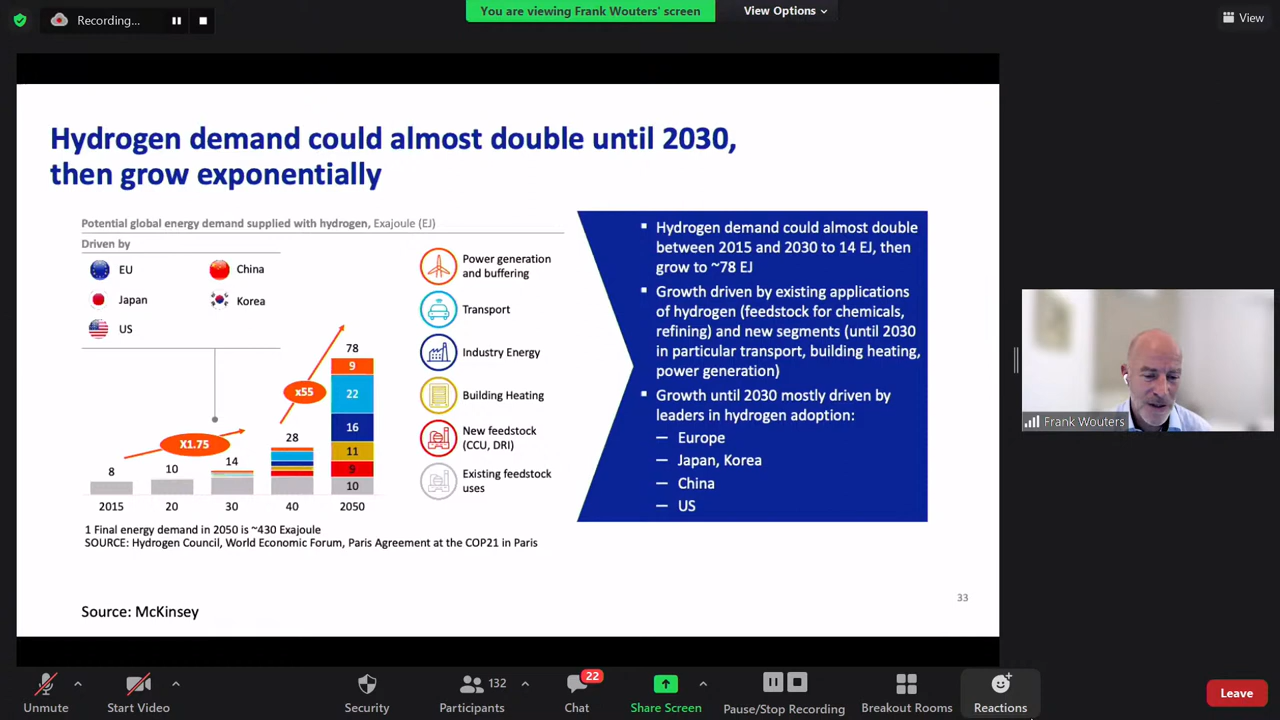 Recording...
You are viewing Frank Wouters' screen
View Options
View
Hydrogen demand could almost double until 2030,
then grow exponentially
Potential global energy demand supplied with hydrogen, Exajoule (EJ)
Driven by
EU
China
Japan
Korea
US
x55
X1.75
8
10
14
28
78
9
22
16
11
9
10
2015
20
30
40
2050
Power generation
and buffering
Transport
Industry Energy
Building Heating
New feedstock
(CCU, DRI)
Existing feedstock
uses
1 Final energy demand in 2050 is ~430 Exajoule
SOURCE: Hydrogen Council, World Economic Forum, Paris Agreement at the COP21 in Paris
▪ Hydrogen demand could almost double
between 2015 and 2030 to 14 EJ, then
grow to ~78 EJ
▪ Growth driven by existing applications
of hydrogen (feedstock for chemicals,
refining) and new segments (until 2030
in particular transport, building heating,
power generation)
▪ Growth until 2030 mostly driven by
leaders in hydrogen adoption:
— Europe
— Japan, Korea
— China
— US
33
Source: McKinsey
Frank Wouters
Unmute
Start Video
Security
132
Participants
22
Chat
Share Screen
Pause/Stop Recording
Breakout Rooms
Reactions
Leave